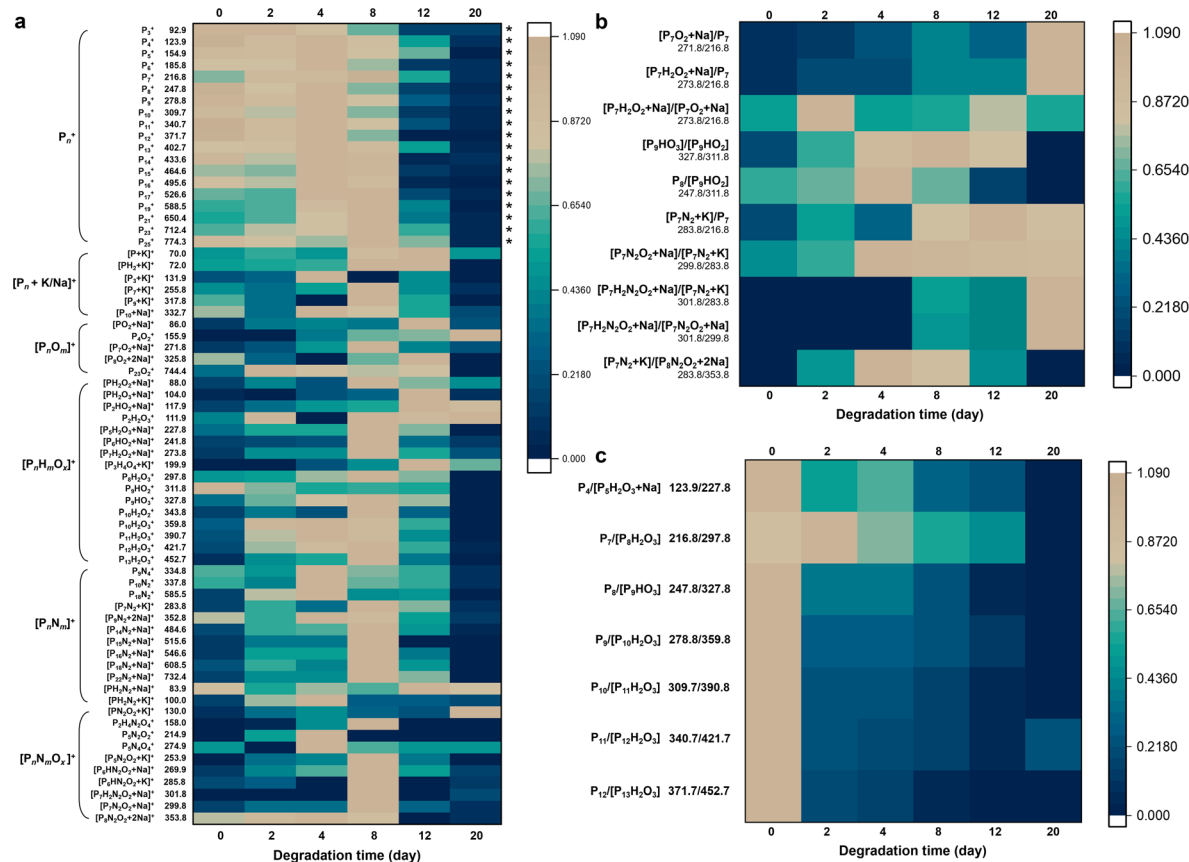 a
0 2 4 8 12 20
Pₙ⁺
P₃⁺ 92.9 *
P₄⁺ 123.9 *
P₅⁺ 154.9 *
P₆⁺ 185.8 *
P₇⁺ 216.8 *
P₈⁺ 247.8 *
P₉⁺ 278.8 *
P₁₀⁺ 309.7 *
P₁₁⁺ 340.7 *
P₁₂⁺ 371.7 *
P₁₃⁺ 402.7 *
P₁₄⁺ 433.6 *
P₁₅⁺ 464.6 *
P₁₆⁺ 495.6 *
P₁₇⁺ 526.6 *
P₁₉⁺ 588.5 *
P₂₁⁺ 650.4 *
P₂₃⁺ 712.4 *
P₂₅⁺ 774.3 *
[Pₙ + K/Na]⁺
[P+K]⁺ 70.0
[PH₂+K]⁺ 72.0
[P₃+K]⁺ 131.9
[P₇+K]⁺ 255.8
[P₉+K]⁺ 317.8
[P₁₀+Na]⁺ 332.7
[PₙOₘ]⁺
[PO₂+Na]⁺ 86.0
P₄O₂⁺ 155.9
[P₇O₂+Na]⁺ 271.8
[P₈O₂+2Na]⁺ 325.8
P₂₃O₂⁺ 744.4
[PₙHₘOₓ]⁺
[PH₂O₂+Na]⁺ 88.0
[PH₂O₃+Na]⁺ 104.0
[P₂HO₂+Na]⁺ 117.9
P₂H₂O₃⁺ 111.9
[P₅H₂O₃+Na]⁺ 227.8
[P₆HO₂+Na]⁺ 241.8
[P₇H₂O₂+Na]⁺ 273.8
[P₃H₄O₄+K]⁺ 199.9
P₈H₂O₃⁺ 297.8
P₉HO₂⁺ 311.8
P₉HO₃⁺ 327.8
P₁₀H₂O₂⁺ 343.8
P₁₀H₂O₃⁺ 359.8
P₁₁H₂O₃⁺ 390.7
P₁₂H₂O₃⁺ 421.7
P₁₃H₂O₃⁺ 452.7
[PₙNₘ]⁺
P₉N₄⁺ 334.8
P₁₀N₂⁺ 337.8
P₁₈N₂⁺ 585.5
[P₇N₂+K]⁺ 283.8
[P₉N₂+2Na]⁺ 352.8
[P₁₄N₂+Na]⁺ 484.6
[P₁₅N₂+Na]⁺ 515.6
[P₁₆N₂+Na]⁺ 546.6
[P₁₈N₂+Na]⁺ 608.5
[P₂₂N₂+Na]⁺ 732.4
[PH₂N₂+Na]⁺ 83.9
[PH₂N₂+K]⁺ 100.0
[PₙNₘOₓ]⁺
[PN₂O₂+K]⁺ 130.0
P₂H₄N₂O₄⁺ 158.0
P₅N₂O₂⁺ 214.9
P₅N₄O₄⁺ 274.9
[P₅N₂O₂+K]⁺ 253.9
[P₆HN₂O₂+Na]⁺ 269.9
[P₆HN₂O₂+K]⁺ 285.8
[P₇H₂N₂O₂+Na]⁺ 301.8
[P₇N₂O₂+Na]⁺ 299.8
[P₈N₂O₂+2Na]⁺ 353.8
0 2 4 8 12 20
Degradation time (day)
1.090
0.8720
0.6540
0.4360
0.2180
0.000
b
0 2 4 8 12 20
[P₇O₂+Na]/P₇
271.8/216.8
[P₇H₂O₂+Na]/P₇
273.8/216.8
[P₇H₂O₂+Na]/[P₇O₂+Na]
273.8/216.8
[P₉HO₃]/[P₉HO₂]
327.8/311.8
P₈/[P₉HO₂]
247.8/311.8
[P₇N₂+K]/P₇
283.8/216.8
[P₇N₂O₂+Na]/[P₇N₂+K]
299.8/283.8
[P₇H₂N₂O₂+Na]/[P₇N₂+K]
301.8/283.8
[P₇H₂N₂O₂+Na]/[P₇N₂O₂+Na]
301.8/299.8
[P₇N₂+K]/[P₈N₂O₂+2Na]
283.8/353.8
0 2 4 8 12 20
Degradation time (day)
1.090
0.8720
0.6540
0.4360
0.2180
0.000
c
0 2 4 8 12 20
P₄/[P₅H₂O₃+Na] 123.9/227.8
P₇/[P₈H₂O₃] 216.8/297.8
P₈/[P₉HO₃] 247.8/327.8
P₉/[P₁₀H₂O₃] 278.8/359.8
P₁₀/[P₁₁H₂O₃] 309.7/390.8
P₁₁/[P₁₂H₂O₃] 340.7/421.7
P₁₂/[P₁₃H₂O₃] 371.7/452.7
0 2 4 8 12 20
Degradation time (day)
1.090
0.8720
0.6540
0.4360
0.2180
0.000